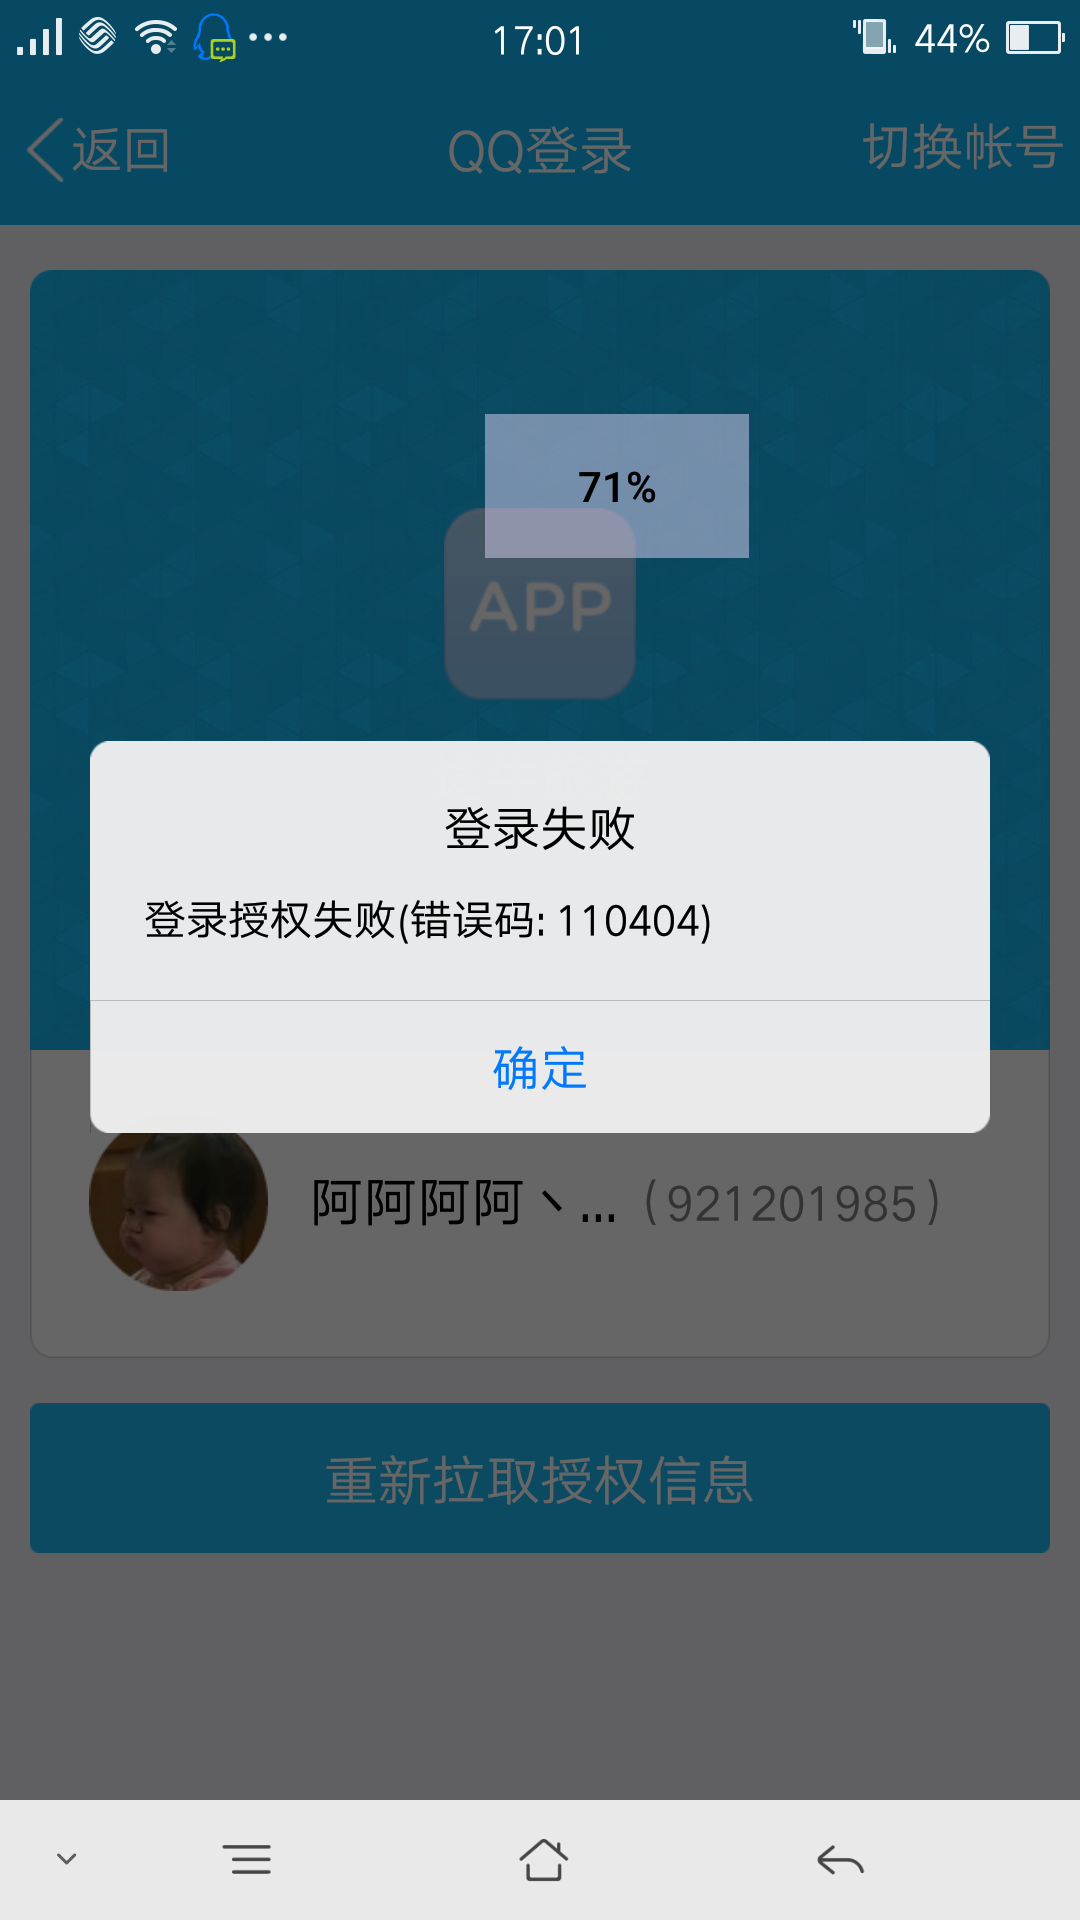 17:01
44%
返回
QQ登录
切换帐号
71%
APP
登录失败
登录授权失败(错误码: 110404)
确定
阿阿阿阿丶... (921201985)
重新拉取授权信息